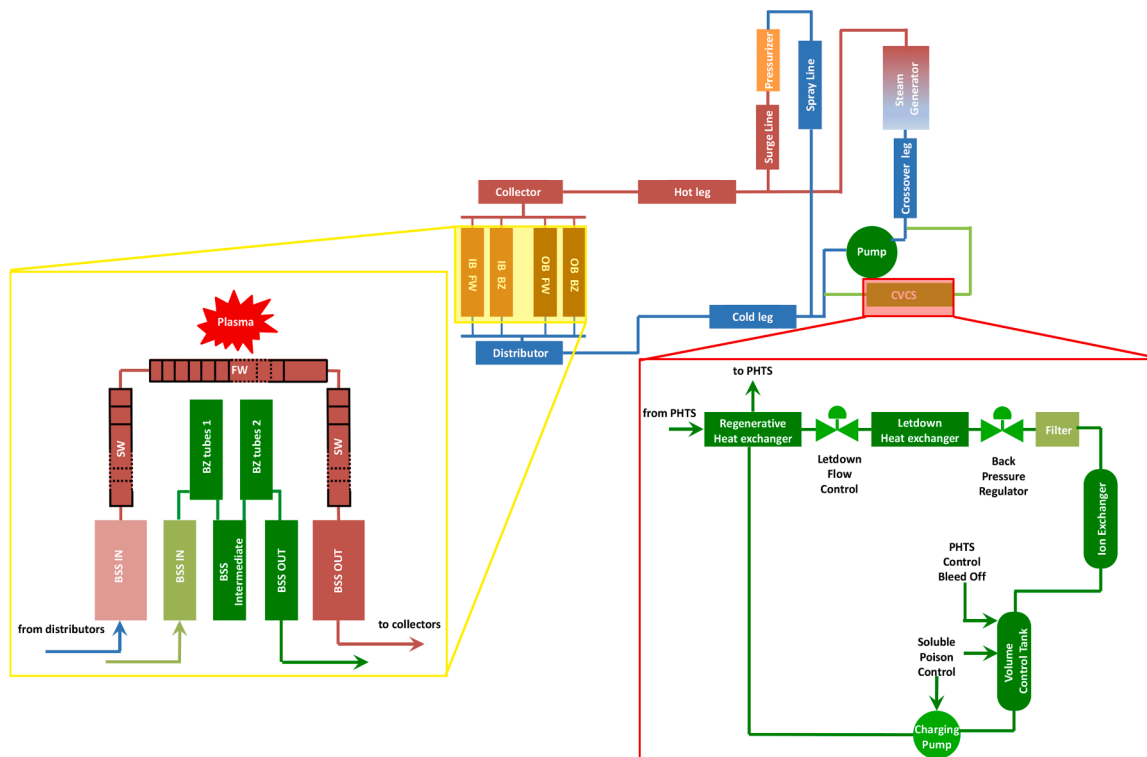 Pressurizer
Spray Line
Surge Line
Steam
Generator
Crossover leg
Collector
Hot leg
IB FW
IB BZ
OB FW
OB BZ
Pump
CVCS
Cold leg
Distributor
Plasma
FW
SW
BZ tubes 1
BZ tubes 2
SW
BSS IN
BSS IN
BSS
Intermediate
BSS OUT
BSS OUT
from distributors
to collectors
to PHTS
from PHTS
Regenerative
Heat exchanger
Letdown
Heat exchanger
Filter
Letdown
Flow
Control
Back
Pressure
Regulator
Ion Exchanger
PHTS
Control
Bleed Off
Soluble
Poison
Control
Volume
Control Tank
Charging
Pump